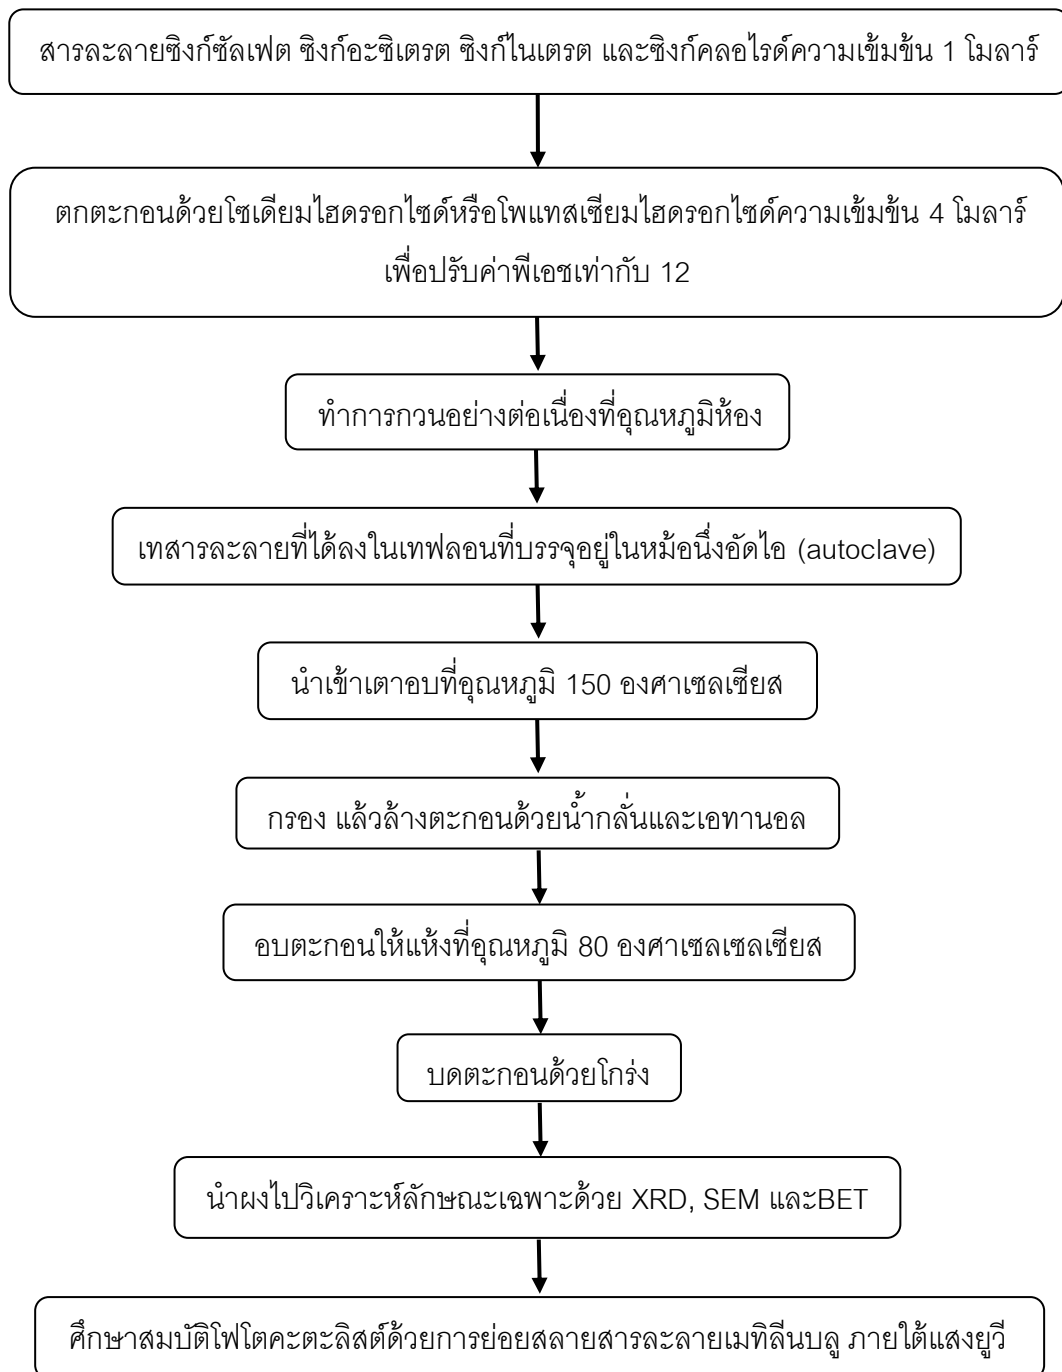 สารละลายซิงก์ซัลเฟต ซิงก์อะซิเตรต ซิงก์ไนเตรต และซิงก์คลอไรด์ความเข้มข้น 1 โมลาร์
ตกตะกอนด้วยโซเดียมไฮดรอกไซด์หรือโพแทสเซียมไฮดรอกไซด์ความเข้มข้น 4 โมลาร์
เพื่อปรับค่าพีเอชเท่ากับ 12
ทำการกวนอย่างต่อเนื่องที่อุณหภูมิห้อง
เทสารละลายที่ได้ลงในเทฟลอนที่บรรจุอยู่ในหม้อนึ่งอัดไอ (autoclave)
นำเข้าเตาอบที่อุณหภูมิ 150 องศาเซลเซียส
กรอง แล้วล้างตะกอนด้วยน้ำกลั่นและเอทานอล
อบตะกอนให้แห้งที่อุณหภูมิ 80 องศาเซลเซลเซียส
บดตะกอนด้วยโกร่ง
นำผงไปวิเคราะห์ลักษณะเฉพาะด้วย XRD, SEM และBET
ศึกษาสมบัติโฟโตคะตะลิสต์ด้วยการย่อยสลายสารละลายเมทิลีนบลู ภายใต้แสงยูวี